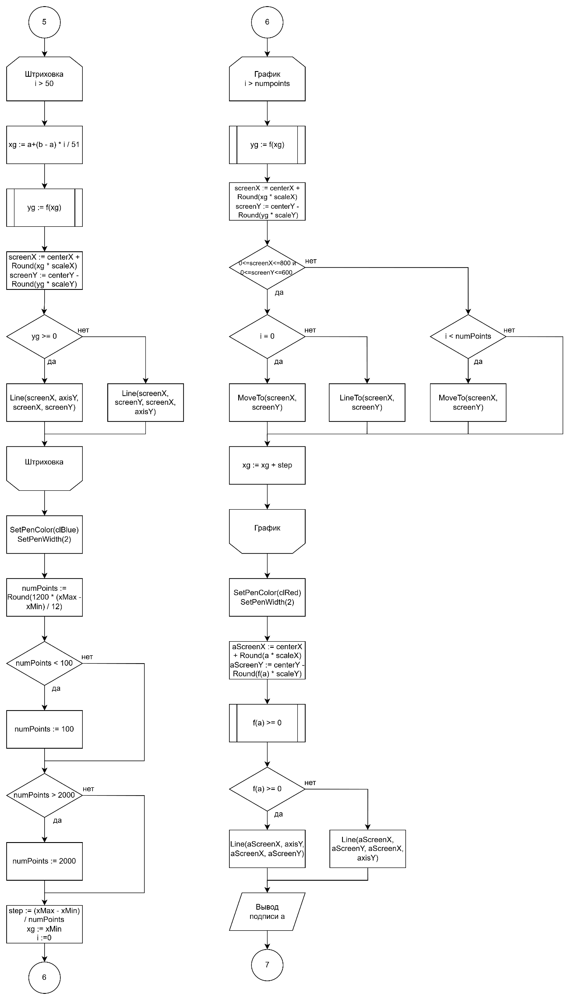 5
Штриховка
i > 50
xg := a+(b - a) * i / 51
yg := f(xg)
screenX := centerX +
Round(xg * scaleX)
screenY := centerY -
Round(yg * scaleY)
yg >= 0
нет
да
Line(screenX, axisY,
screenX, screenY)
Line(screenX,
screenY, screenX,
axisY)
Штриховка
SetPenColor(clBlue)
SetPenWidth(2)
numPoints :=
Round(1200 * (xMax -
xMin) / 12)
numPoints < 100
нет
да
numPoints := 100
numPoints > 2000
нет
да
numPoints := 2000
step := (xMax - xMin)
/ numPoints
xg := xMin
i :=0
6
6
График
i > numpoints
yg := f(xg)
screenX := centerX +
Round(xg * scaleX)
screenY := centerY -
Round(yg * scaleY)
0<=screenX<=800 и
0<=screenY<=600
нет
да
i = 0
нет
да
i < numPoints
нет
да
MoveTo(screenX,
screenY)
LineTo(screenX,
screenY)
MoveTo(screenX,
screenY)
xg := xg + step
График
SetPenColor(clRed)
SetPenWidth(2)
aScreenX := centerX
+ Round(a * scaleX)
aScreenY := centerY -
Round(f(a) * scaleY)
f(a) >= 0
f(a) >= 0
нет
да
Line(aScreenX, axisY,
aScreenX, aScreenY)
Line(aScreenX,
aScreenY, aScreenX,
axisY)
Вывод
подписи a
7